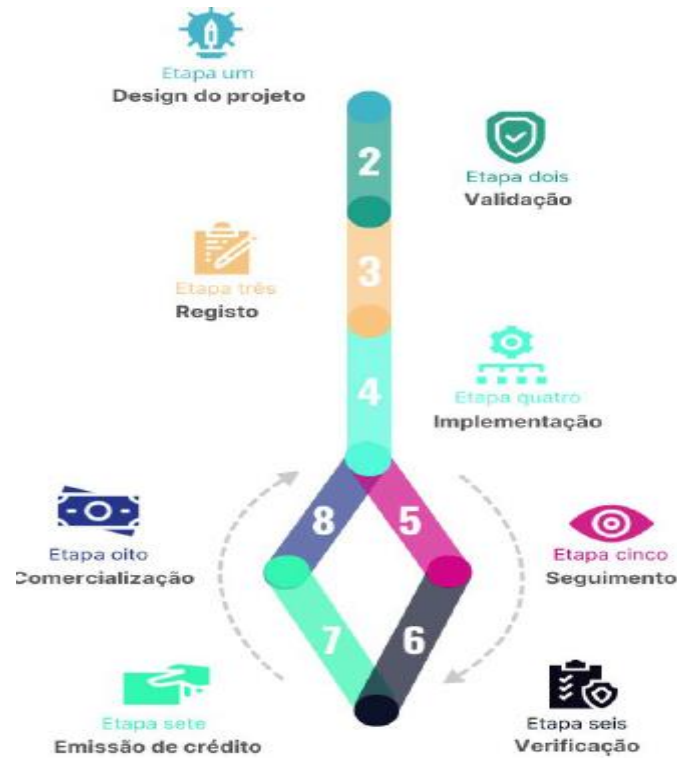 Etapa um
Design do projeto
2
Etapa dois
Validação
3
Etapa três
Registo
4
Etapa quatro
Implementação
8
5
Etapa oito
Comercialização
Etapa cinco
Seguimento
7
6
Etapa sete
Emissão de crédito
Etapa seis
Verificação